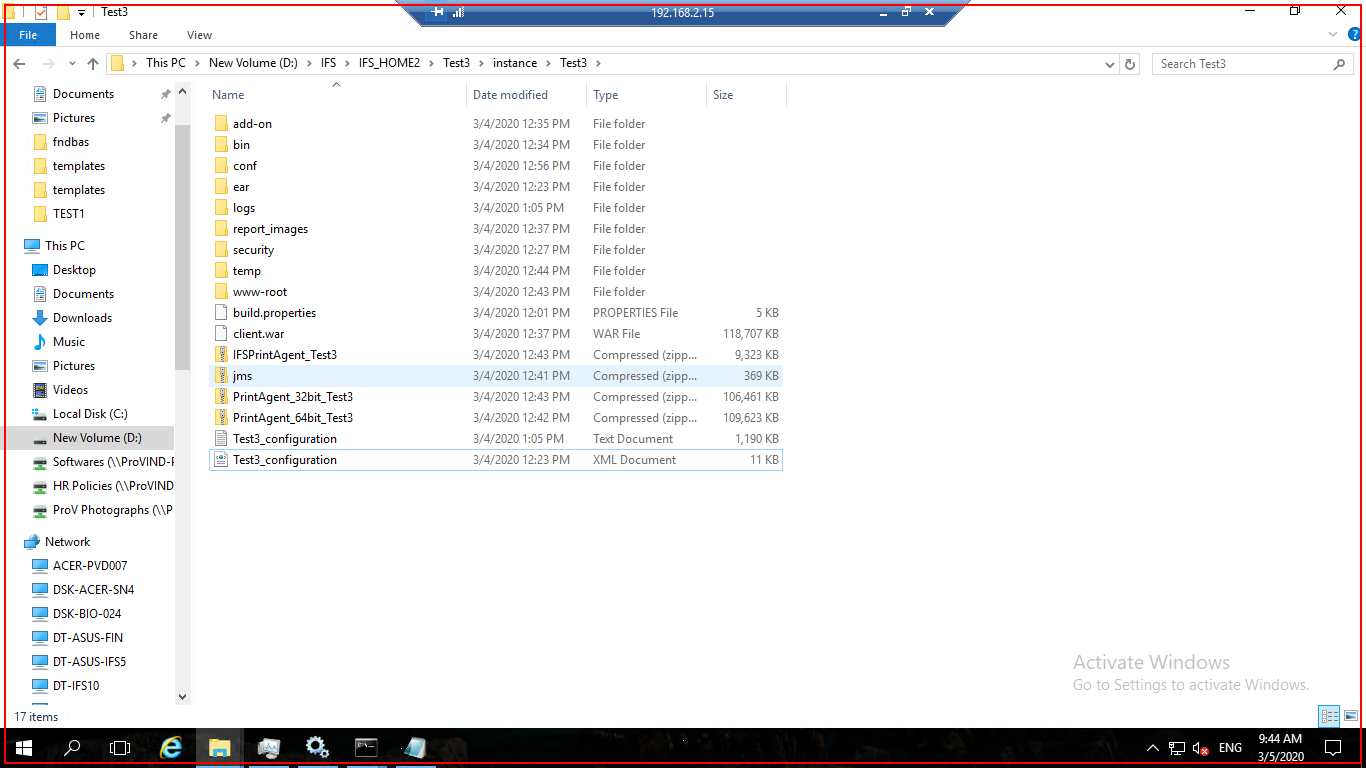 Test3
192.168.2.15
File Home Share View
This PC New Volume (D:) IFS IFS_HOME2 Test3 instance Test3
Search Test3
Documents
Pictures
fndbas
templates
templates
TEST1
This PC
Desktop
Documents
Downloads
Music
Pictures
Videos
Local Disk (C:)
New Volume (D:)
Softwares (\\ProVIND-F
HR Policies (\\ProVIND
ProV Photographs (\\P
Network
ACER-PVD007
DSK-ACER-SN4
DSK-BIO-024
DT-ASUS-FIN
DT-ASUS-IFS5
DT-IFS10
Name Date modified Type Size
add-on 3/4/2020 12:35 PM File folder
bin 3/4/2020 12:34 PM File folder
conf 3/4/2020 12:56 PM File folder
ear 3/4/2020 12:23 PM File folder
logs 3/4/2020 1:05 PM File folder
report_images 3/4/2020 12:37 PM File folder
security 3/4/2020 12:27 PM File folder
temp 3/4/2020 12:44 PM File folder
www-root 3/4/2020 12:43 PM File folder
build.properties 3/4/2020 12:01 PM PROPERTIES File 5 KB
client.war 3/4/2020 12:37 PM WAR File 118,707 KB
IFSPrintAgent_Test3 3/4/2020 12:43 PM Compressed (zipp... 9,323 KB
jms 3/4/2020 12:41 PM Compressed (zipp... 369 KB
PrintAgent_32bit_Test3 3/4/2020 12:43 PM Compressed (zipp... 106,461 KB
PrintAgent_64bit_Test3 3/4/2020 12:42 PM Compressed (zipp... 109,623 KB
Test3_configuration 3/4/2020 1:05 PM Text Document 1,190 KB
Test3_configuration 3/4/2020 12:23 PM XML Document 11 KB
Activate Windows
Go to Settings to activate Windows.
17 items
ENG
9:44 AM
3/5/2020